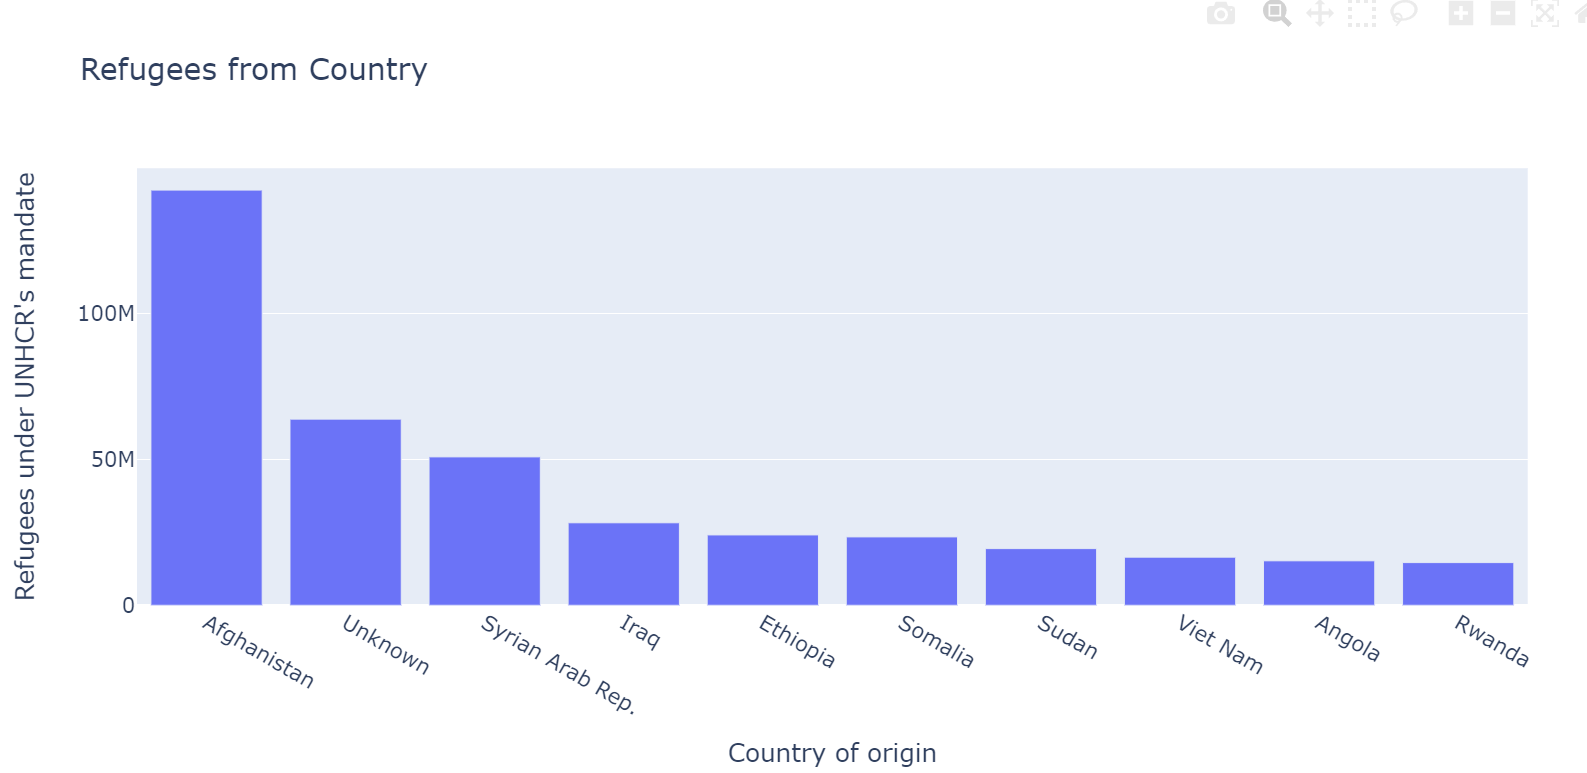 Refugees from Country
Refugees under UNHCR's mandate
100M
50M
0
Afghanistan
Unknown
Syrian Arab Rep.
Iraq
Ethiopia
Somalia
Sudan
Viet Nam
Angola
Rwanda
Country of origin